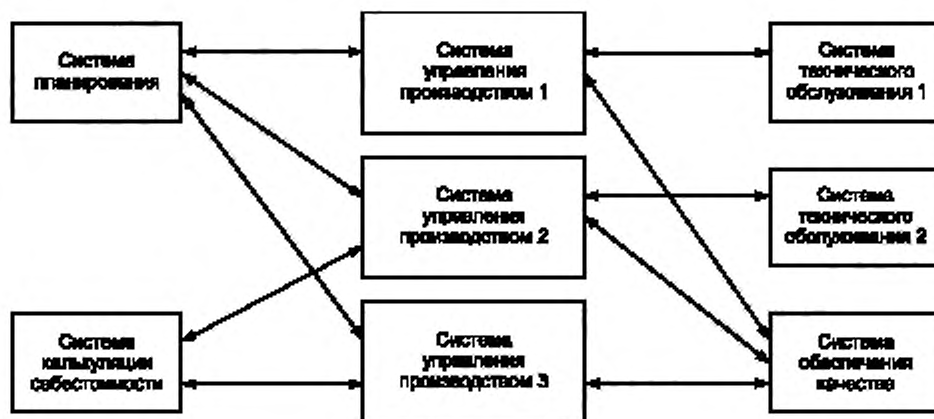 Система
планирования
Система
управления
производством 1
Система
технического
обслуживания 1
Система
управления
производством 2
Система
технического
обслуживания 2
Система
калькуляции
себестоимости
Система
управления
производством 3
Система
обеспечения
качества